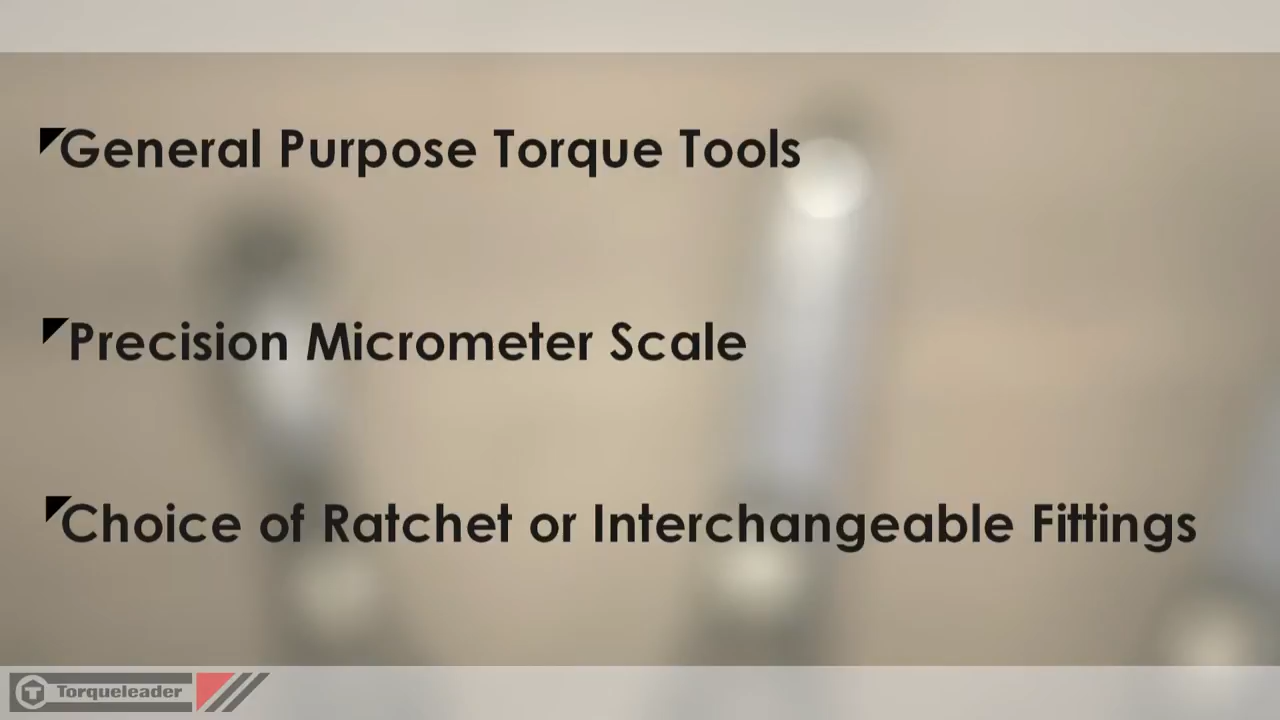 General Purpose Torque Tools
Precision Micrometer Scale
Choice of Ratchet or Interchangeable Fittings
Torqueleader